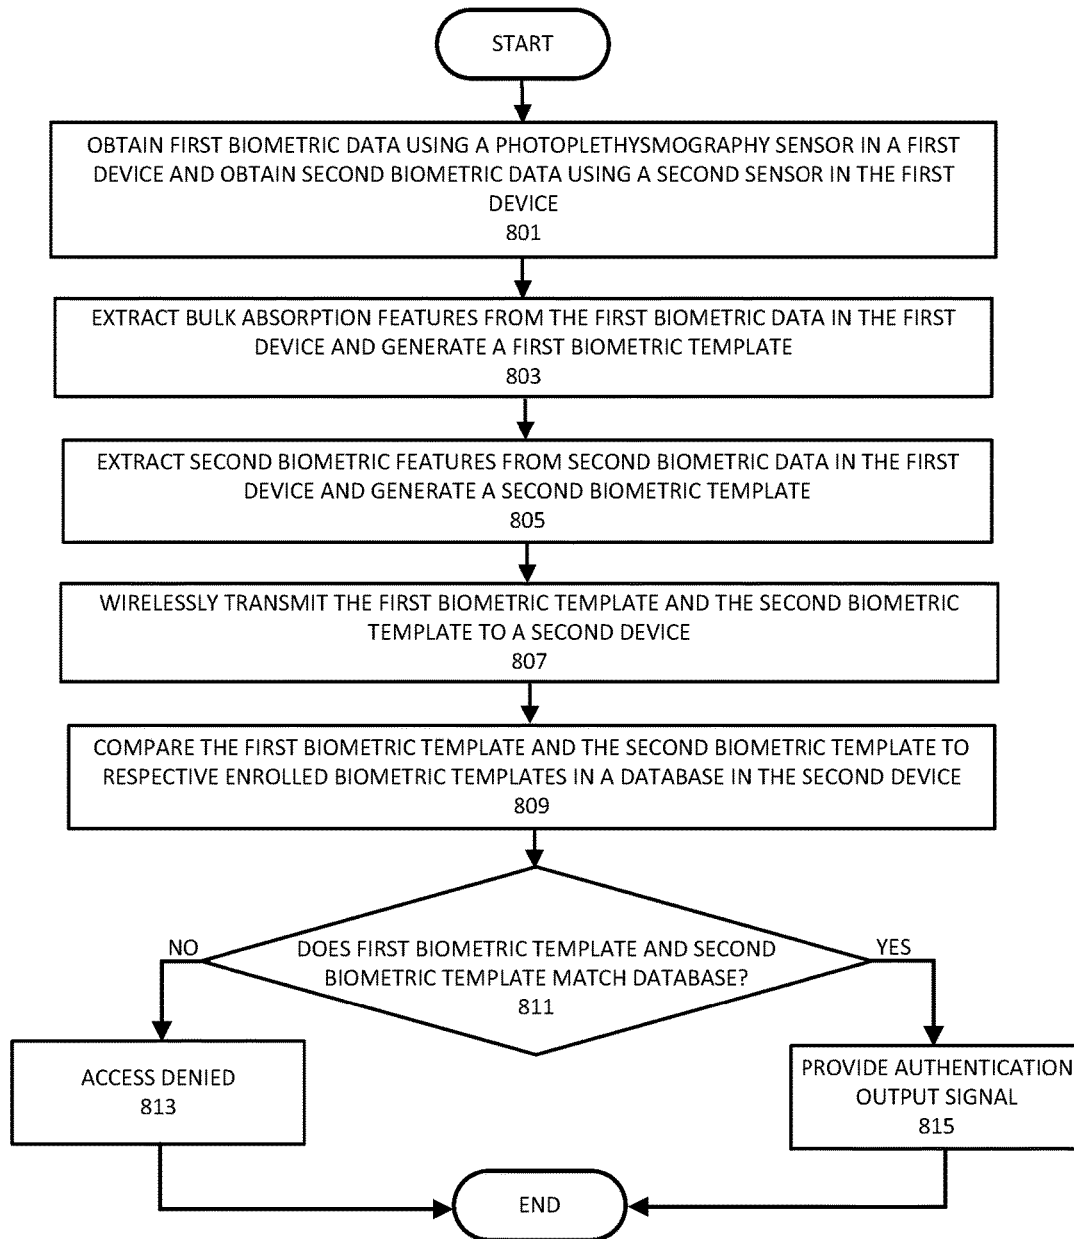 START
OBTAIN FIRST BIOMETRIC DATA USING A PHOTOPLETHYSMOGRAPHY SENSOR IN A FIRST
DEVICE AND OBTAIN SECOND BIOMETRIC DATA USING A SECOND SENSOR IN THE FIRST
DEVICE
801
EXTRACT BULK ABSORPTION FEATURES FROM THE FIRST BIOMETRIC DATA IN THE FIRST
DEVICE AND GENERATE A FIRST BIOMETRIC TEMPLATE
803
EXTRACT SECOND BIOMETRIC FEATURES FROM SECOND BIOMETRIC DATA IN THE FIRST
DEVICE AND GENERATE A SECOND BIOMETRIC TEMPLATE
805
WIRELESSLY TRANSMIT THE FIRST BIOMETRIC TEMPLATE AND THE SECOND BIOMETRIC
TEMPLATE TO A SECOND DEVICE
807
COMPARE THE FIRST BIOMETRIC TEMPLATE AND THE SECOND BIOMETRIC TEMPLATE TO
RESPECTIVE ENROLLED BIOMETRIC TEMPLATES IN A DATABASE IN THE SECOND DEVICE
809
NO
YES
DOES FIRST BIOMETRIC TEMPLATE AND SECOND
BIOMETRIC TEMPLATE MATCH DATABASE?
811
ACCESS DENIED
813
PROVIDE AUTHENTICATION
OUTPUT SIGNAL
815
END